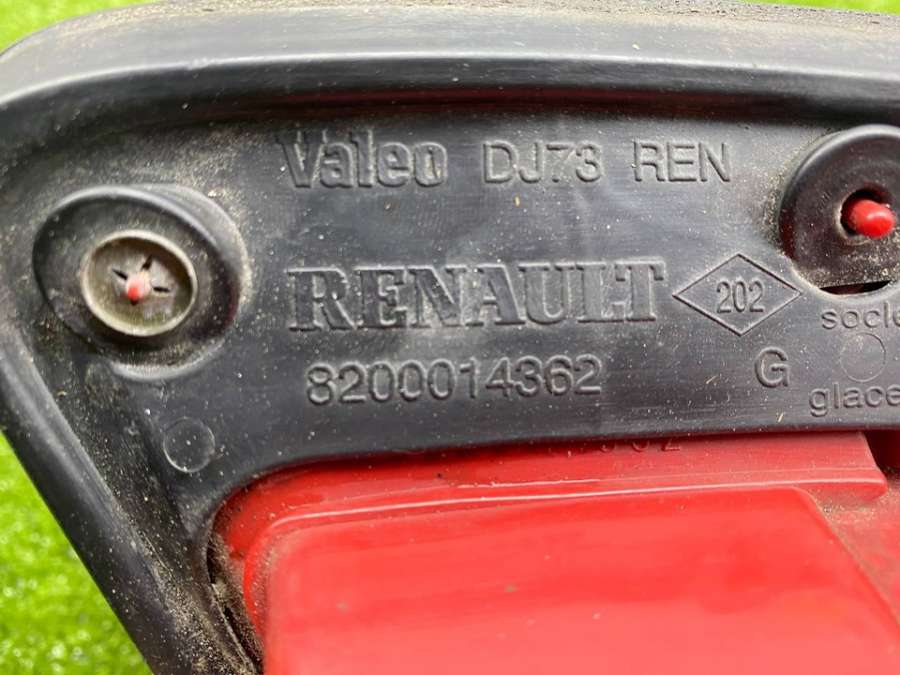 Valeo DJ73 REN
RENAULT 202
socle
8200014362 G
glace